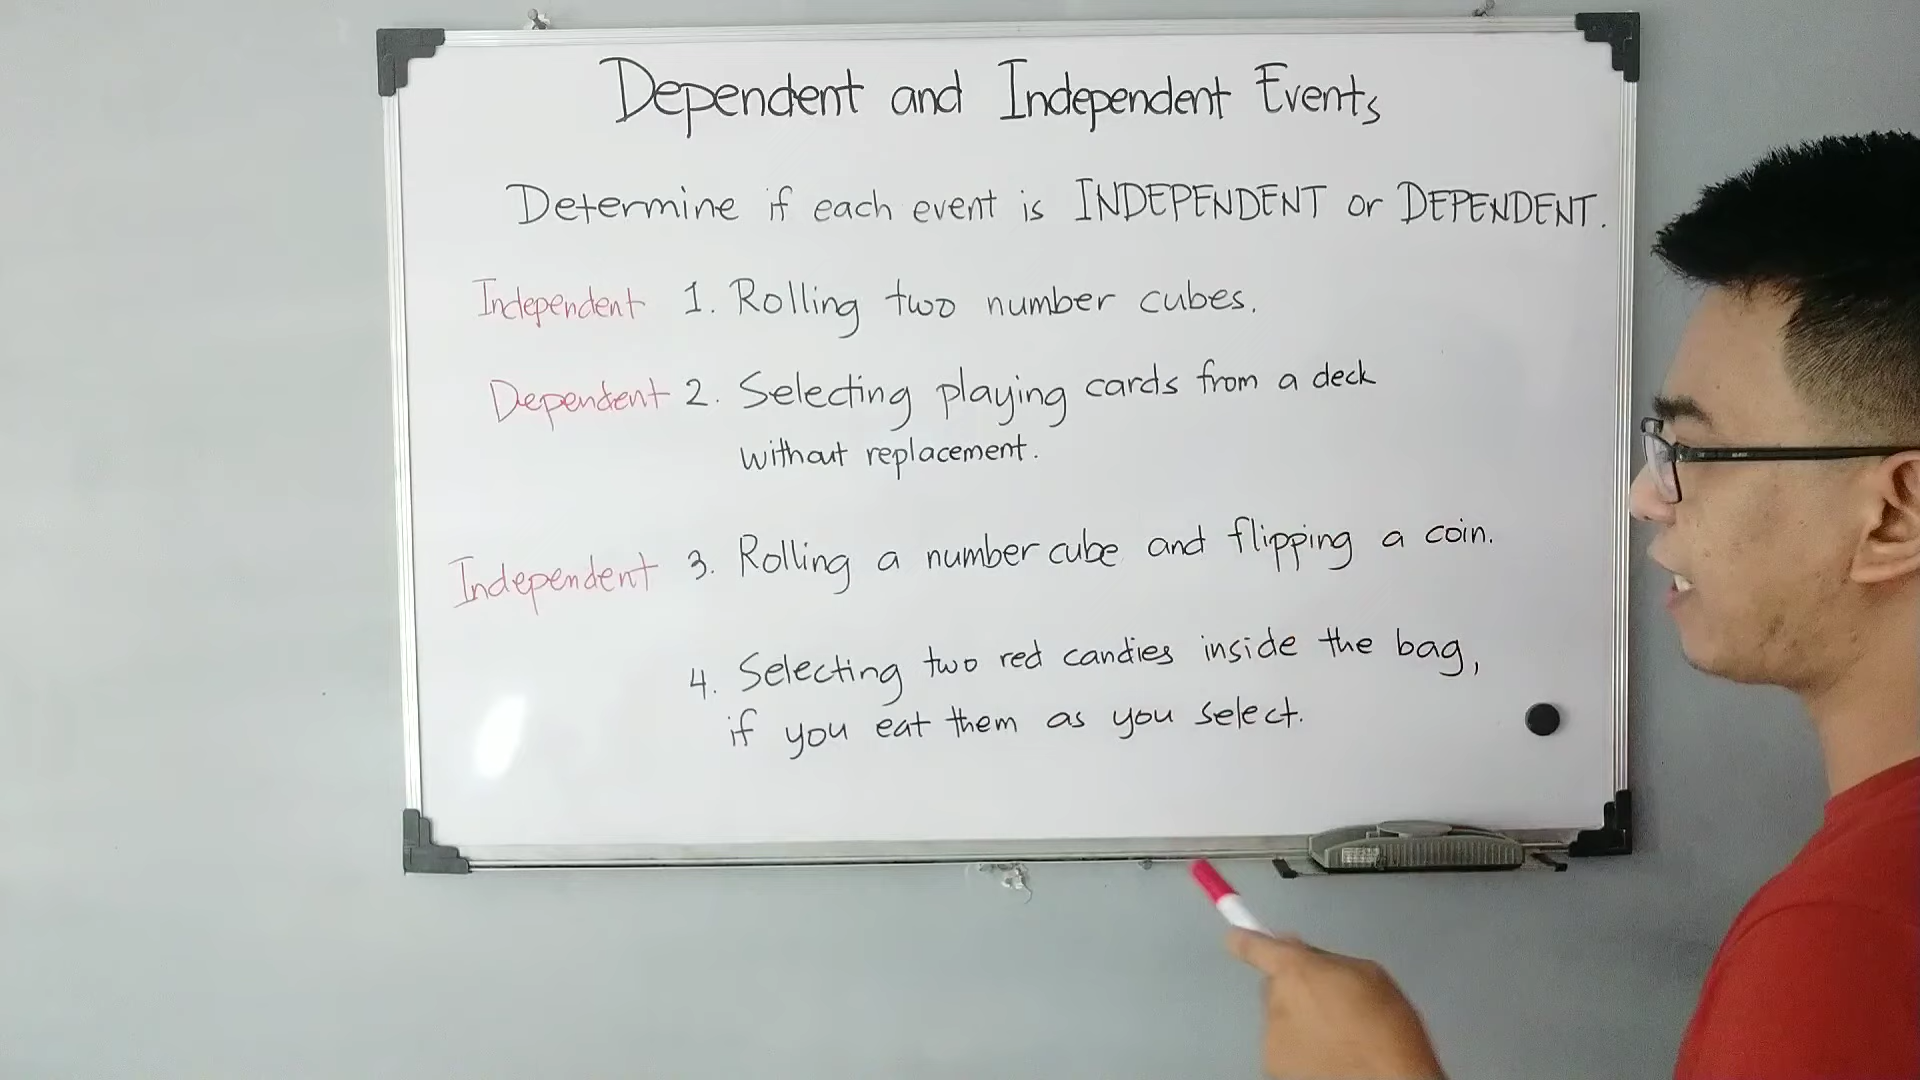 Dependent and Independent Events
Determine if each event is INDEPENDENT or DEPENDENT.
Independent 1. Rolling two number cubes.
Dependent 2. Selecting playing cards from a deck
without replacement.
Independent 3. Rolling a number cube and flipping a coin.
4. Selecting two red candies inside the bag,
if you eat them as you select.